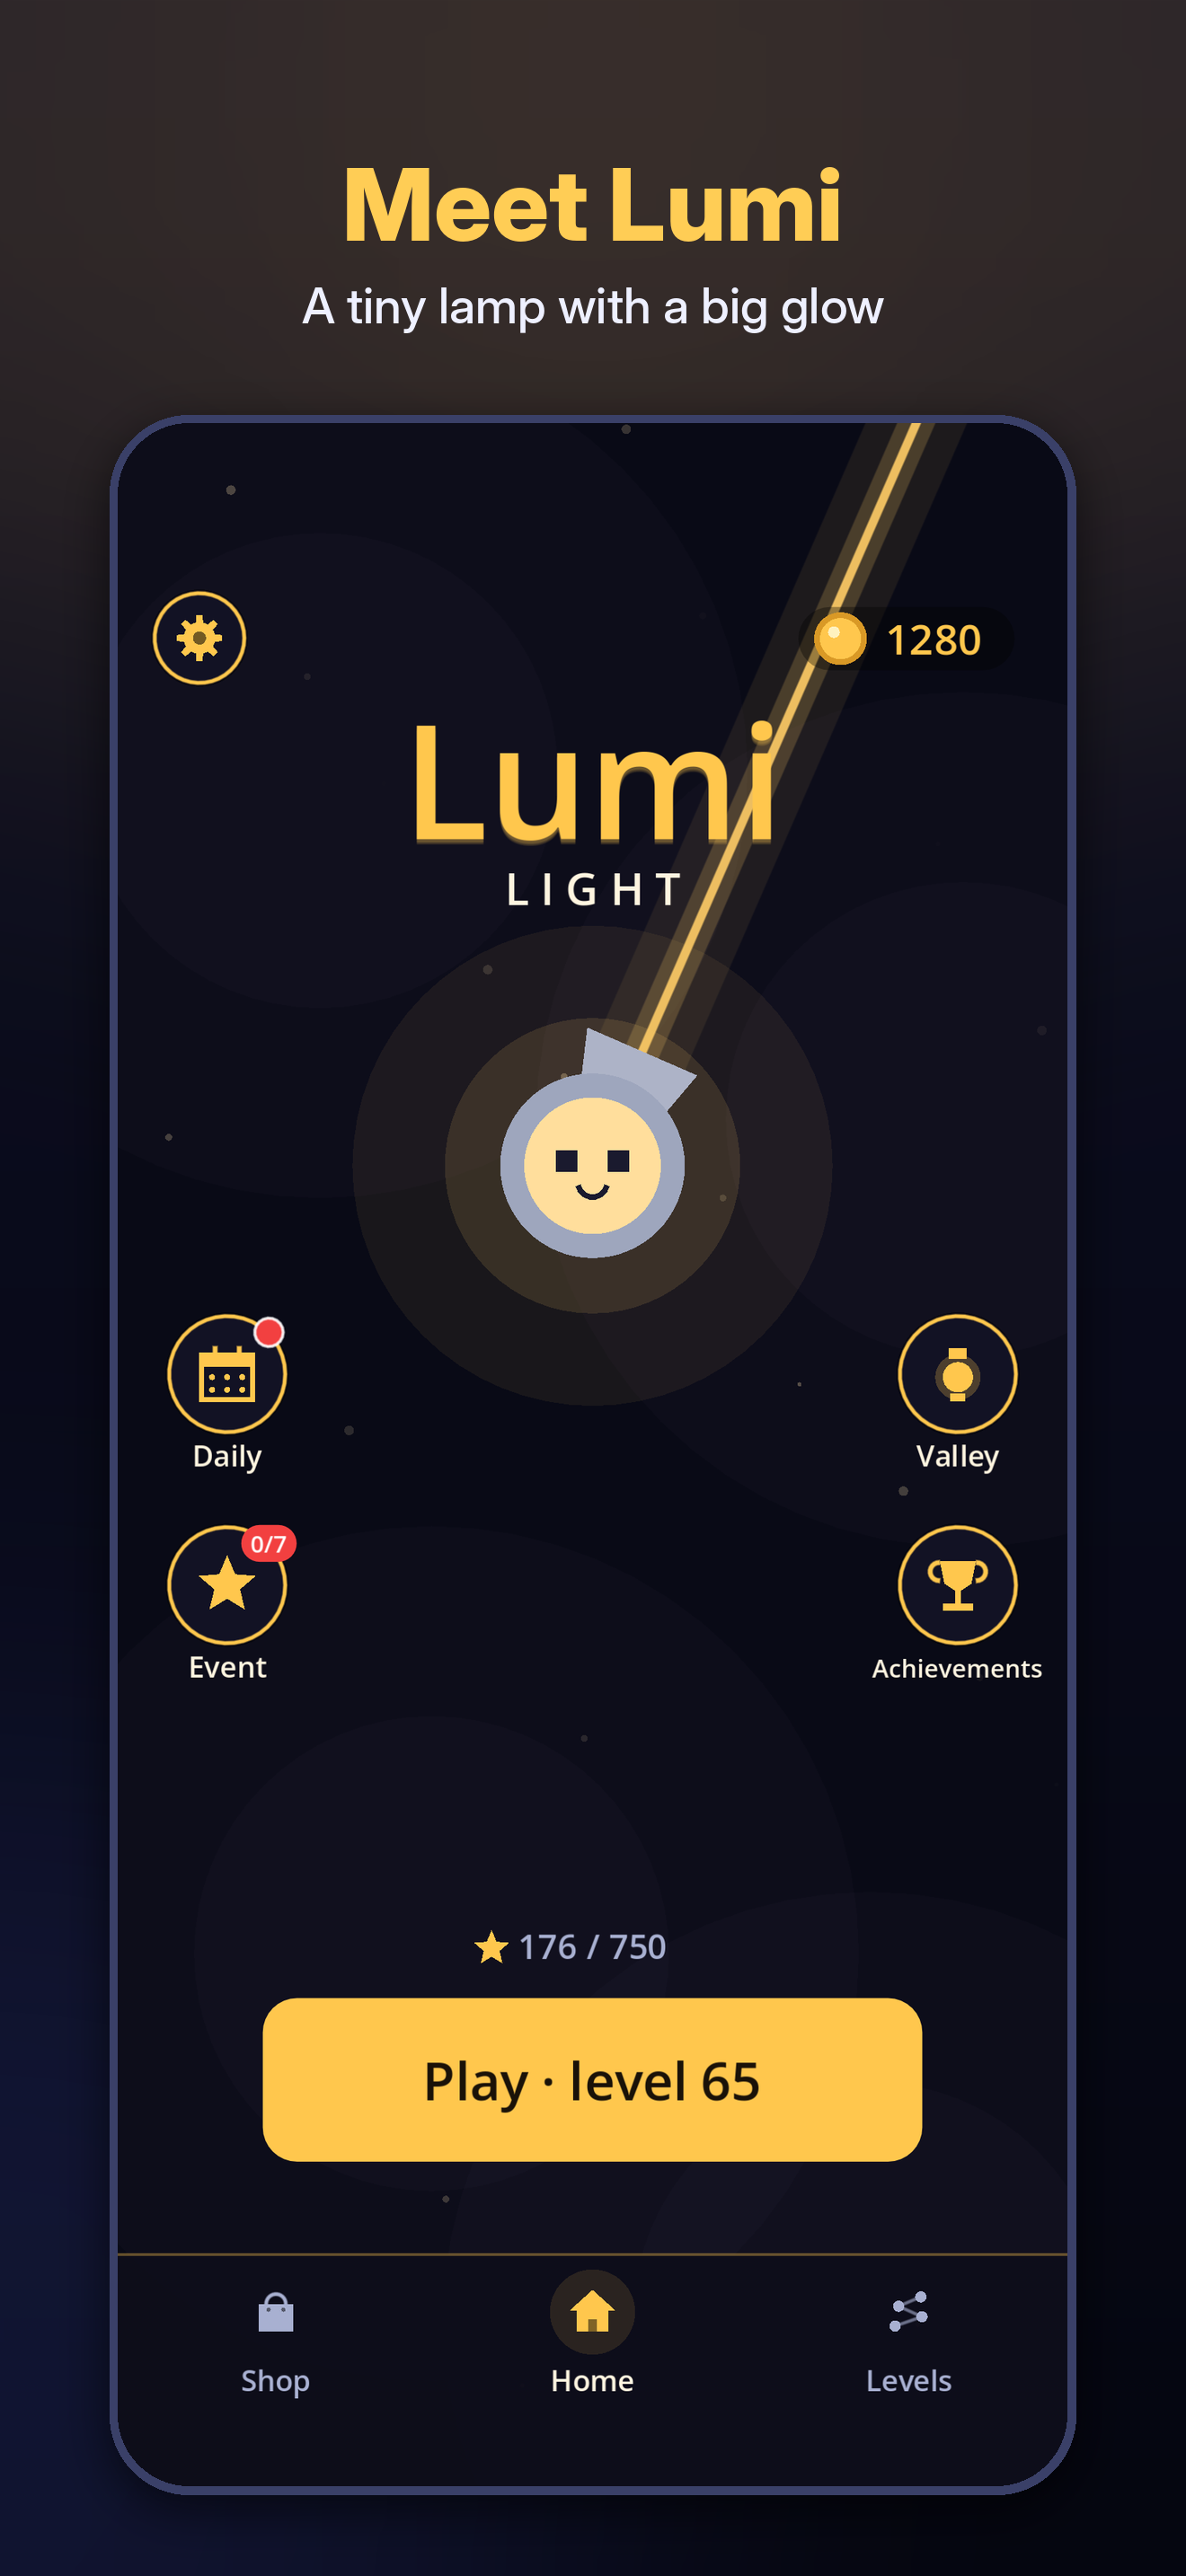 Meet Lumi
A tiny lamp with a big glow
1280
Lumi
LIGHT
Daily
Valley
0/7
Event
Achievements
176 / 750
Play · level 65
Shop
Home
Levels